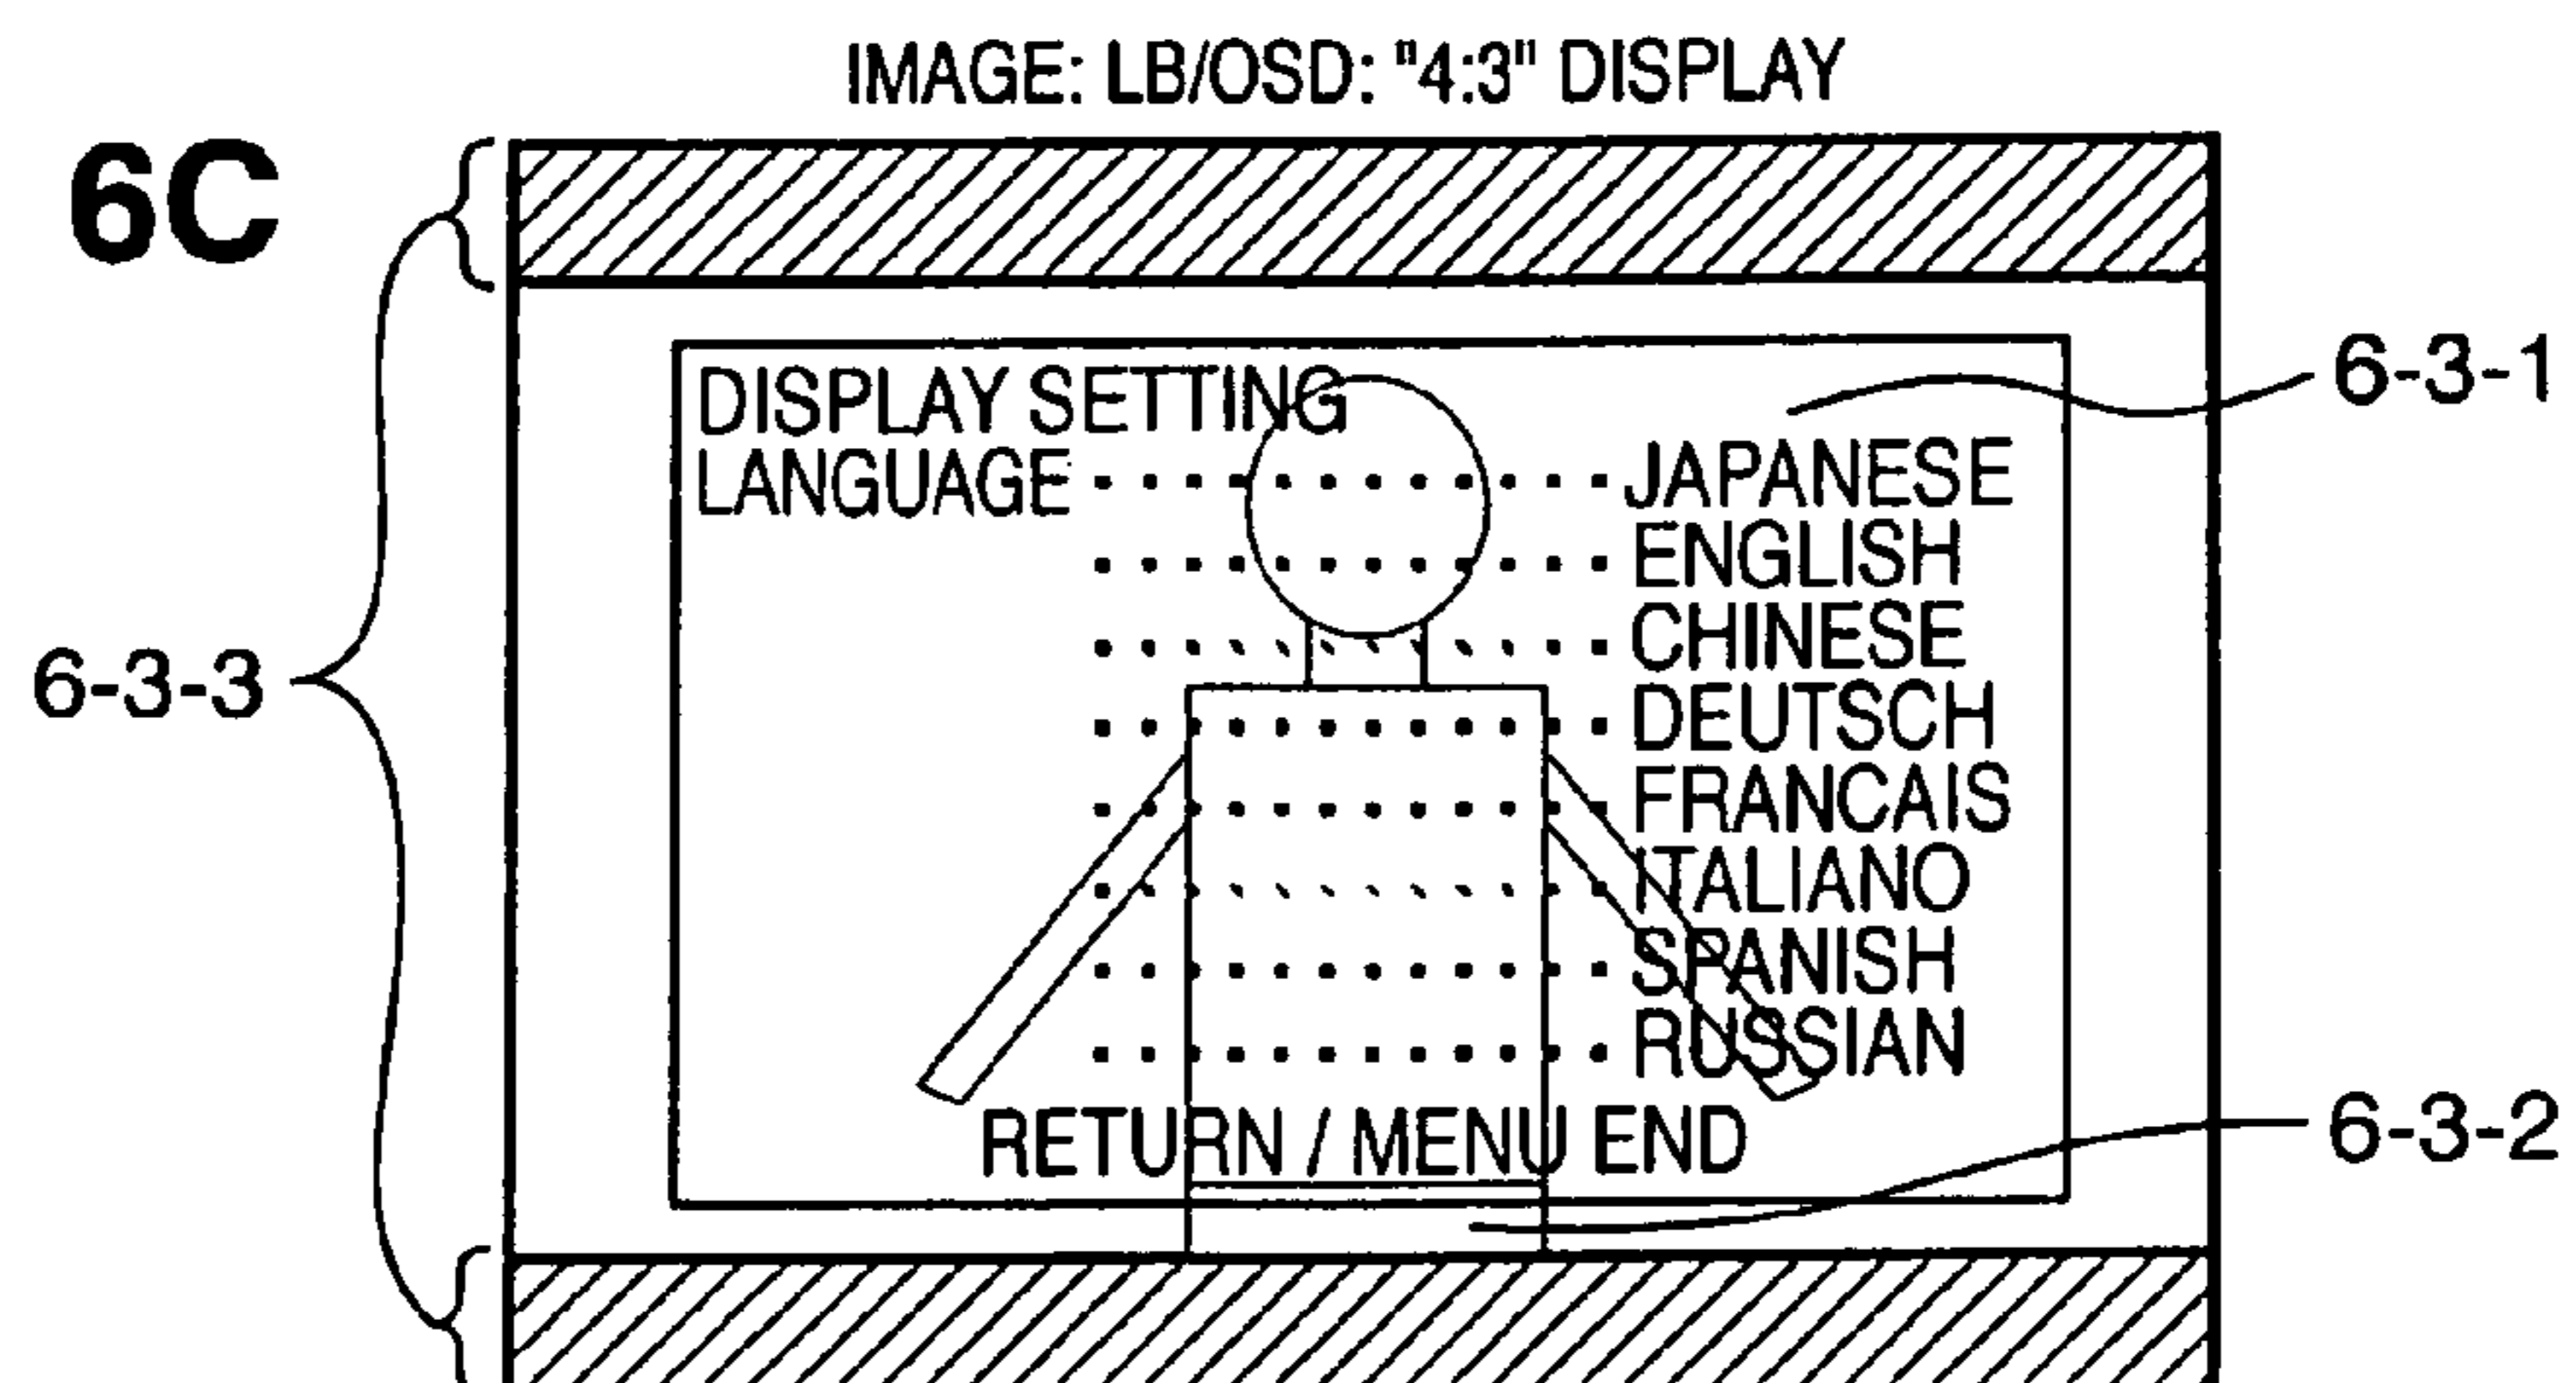 IMAGE: LB/OSD: "4:3" DISPLAY
6C
6-3-1
DISPLAY SETTING
LANGUAGE ............ JAPANESE
............ ENGLISH
............ CHINESE
6-3-3
............ DEUTSCH
............ FRANCAIS
............ ITALIANO
............ SPANISH
............ RUSSIAN
RETURN / MENU END
6-3-2